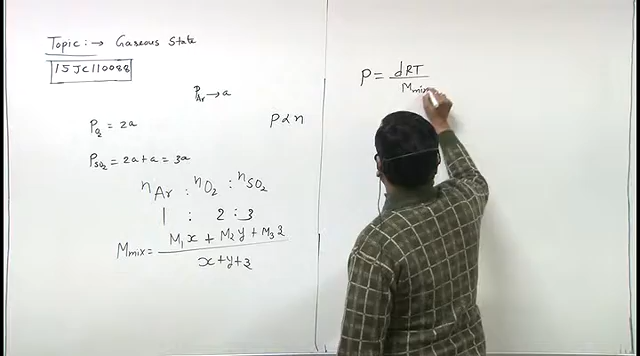 Topic :→ Gaseous State
15JC110088
P_Ar → a
P_O2 = 2a
P ∝ n
P_SO2 = 2a + a = 3a
n_Ar : n_O2 : n_SO2
1 : 2 : 3
M_mix = (M1x + M2y + M3z) / (x + y + z)
P = dRT / M_mix